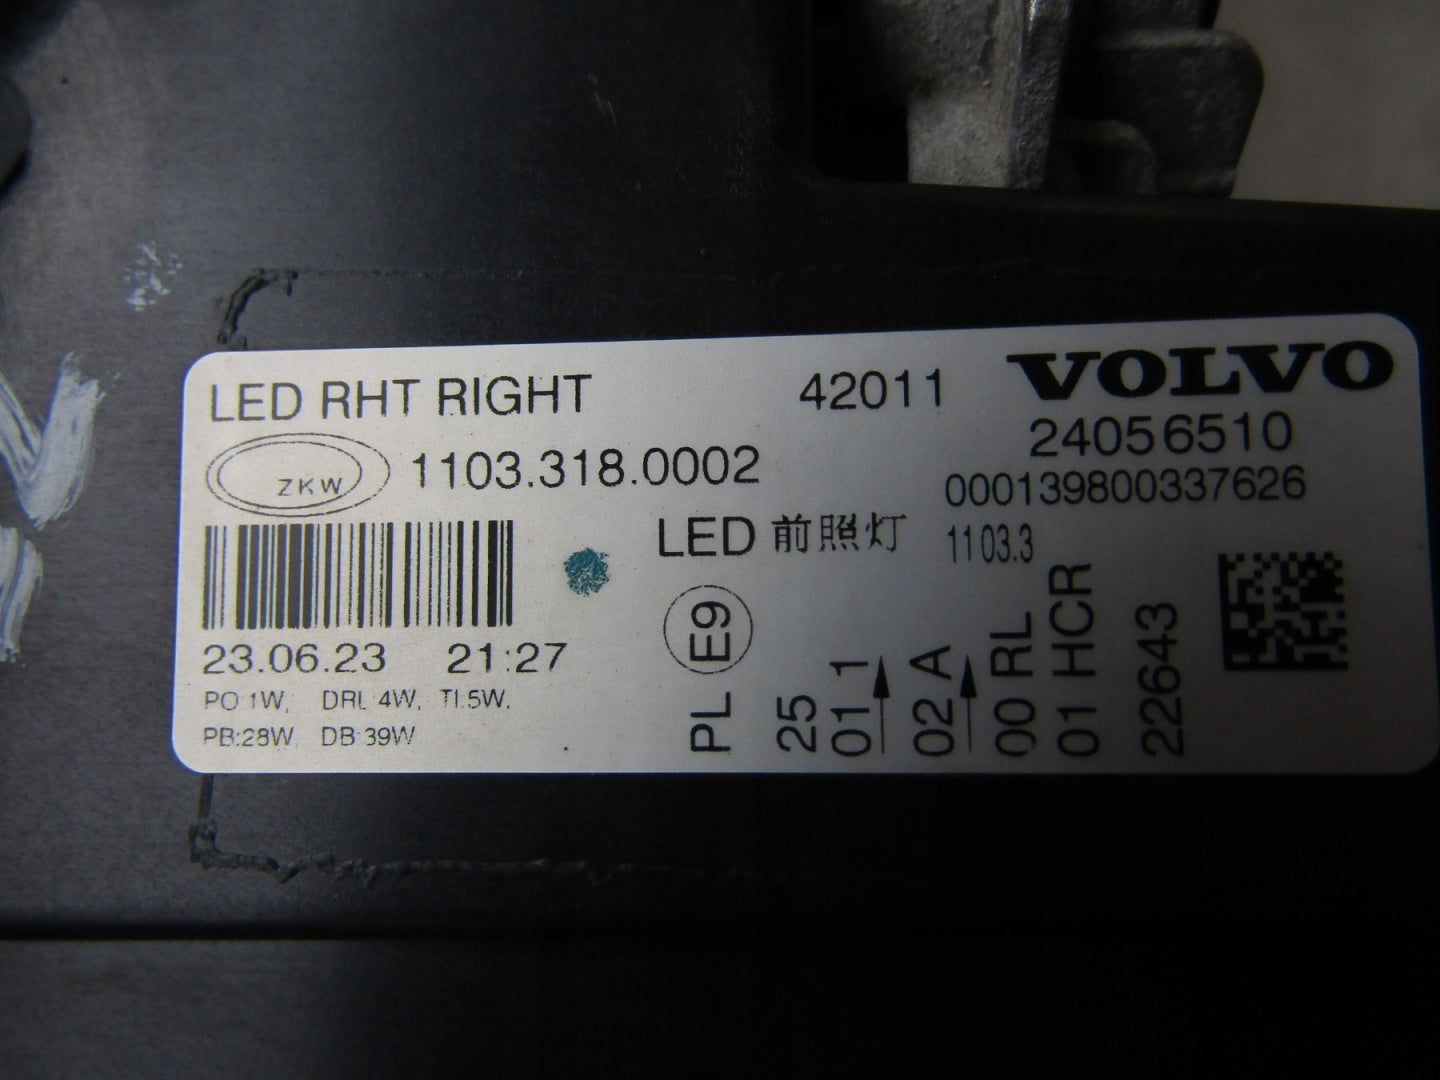 LED RHT RIGHT 42011 VOLVO
24056510
ZKW 1103.318.0002
000139800337626
LED 前照灯 1103.3
23.06.23 21:27
PO 1W, DRL 4W, TI.5W,
PB:28W, DB 39W
PL E9
25
01 1
02 A
00 RL
01 HCR
22643